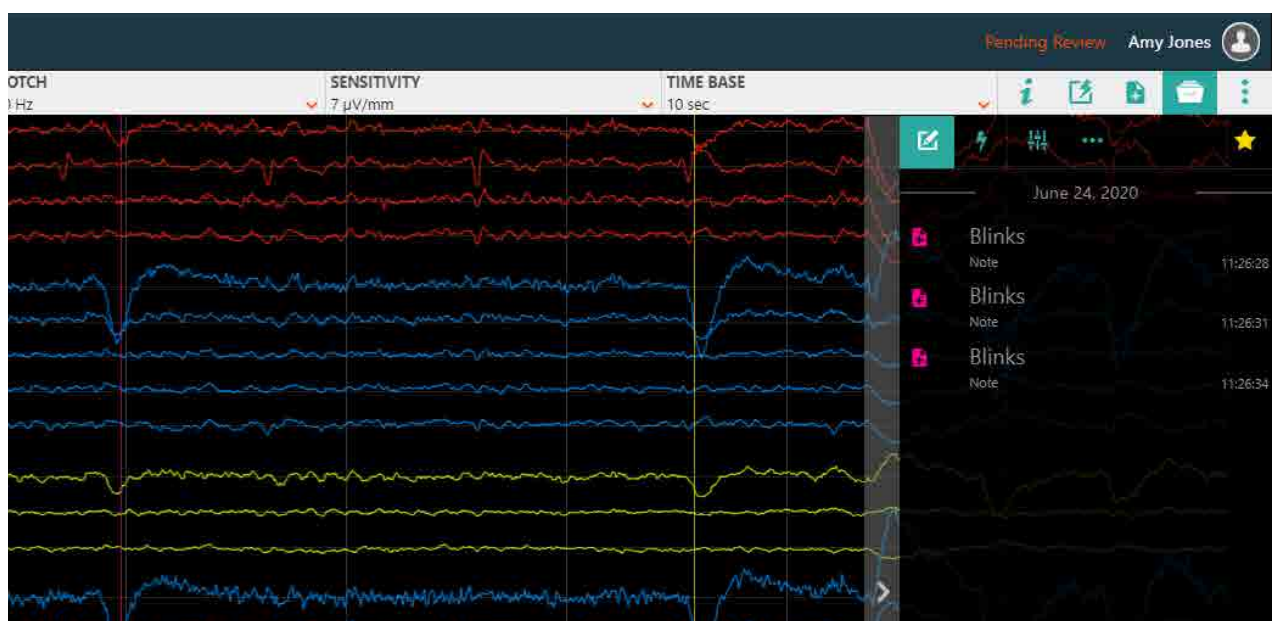 Pending Review Amy Jones
OTCH SENSITIVITY TIME BASE
Hz 7 µV/mm 10 sec
June 24, 2020
Blinks
Note 11:26:28
Blinks
Note 11:26:31
Blinks
Note 11:26:34